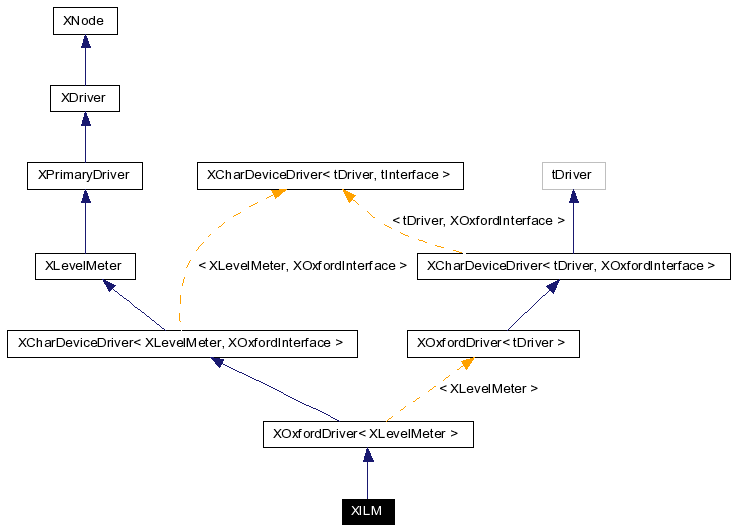 XNode
XDriver
XPrimaryDriver
XCharDeviceDriver< tDriver, tInterface >
tDriver
< tDriver, XOxfordInterface >
XLevelMeter
< XLevelMeter, XOxfordInterface >
XCharDeviceDriver< tDriver, XOxfordInterface >
XCharDeviceDriver< XLevelMeter, XOxfordInterface >
XOxfordDriver< tDriver >
< XLevelMeter >
XOxfordDriver< XLevelMeter >
XILM